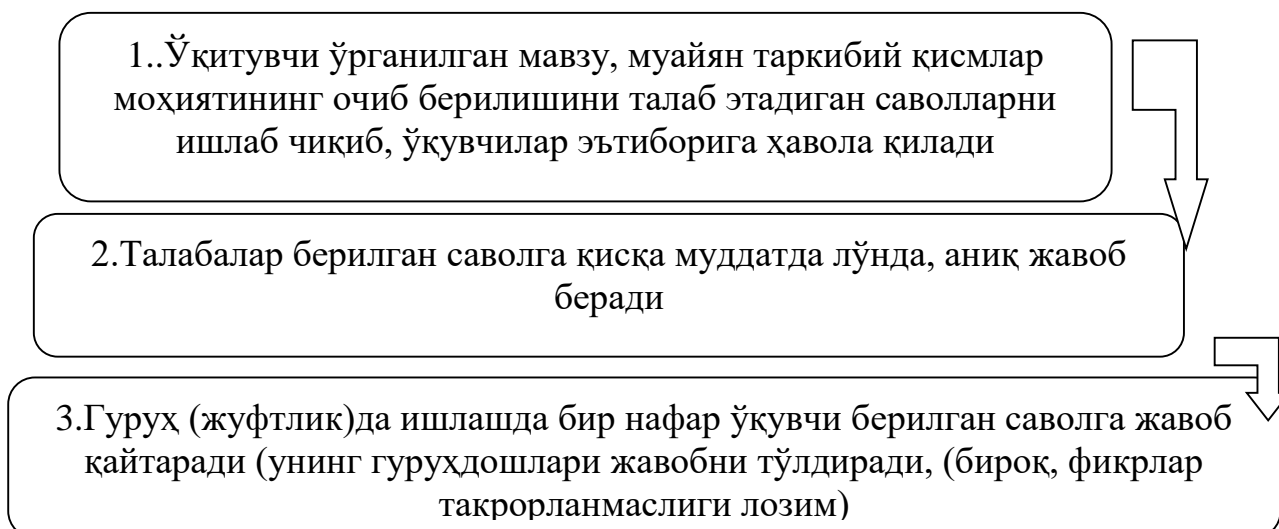 1..Ўқитувчи ўрганилган мавзу, муайян таркибий қисмлар
моҳиятининг очиб берилишини талаб этадиган саволларни
ишлаб чиқиб, ўқувчилар эътиборига ҳавола қилади
2.Талабалар берилган саволга қисқа муддатда лўнда, аниқ жавоб
беради
3.Гуруҳ (жуфтлик)да ишлашда бир нафар ўқувчи берилган саволга жавоб
қайтаради (унинг гуруҳдошлари жавобни тўлдиради, (бироқ, фикрлар
такрорланмаслиги лозим)